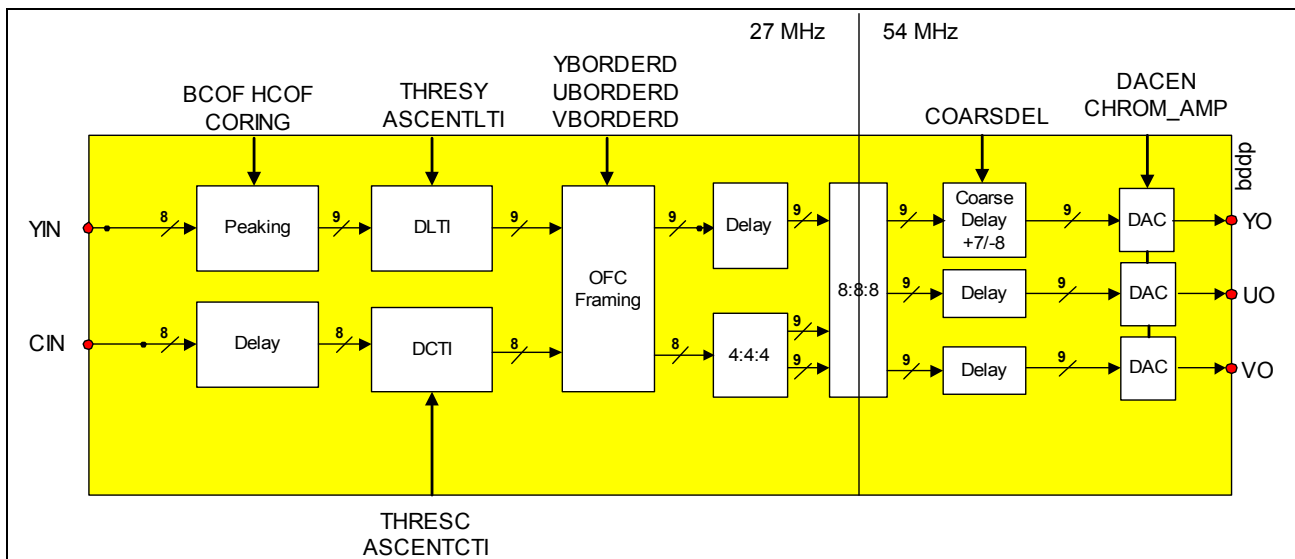 27 MHz
54 MHz
BCOF HCOF
CORING
THRESY
ASCENTLTI
YBORDERD
UBORDERD
VBORDERD
COARSDEL
DACEN
CHROM_AMP
bddp
YIN
8
Peaking
9
DLTI
9
OFC
Framing
9
Delay
9
8:8:8
9
Coarse
Delay
+7/-8
9
DAC
YO
9
Delay
9
DAC
UO
CIN
8
Delay
8
DCTI
8
8
4:4:4
9
9
9
Delay
9
DAC
VO
THRESC
ASCENTCTI